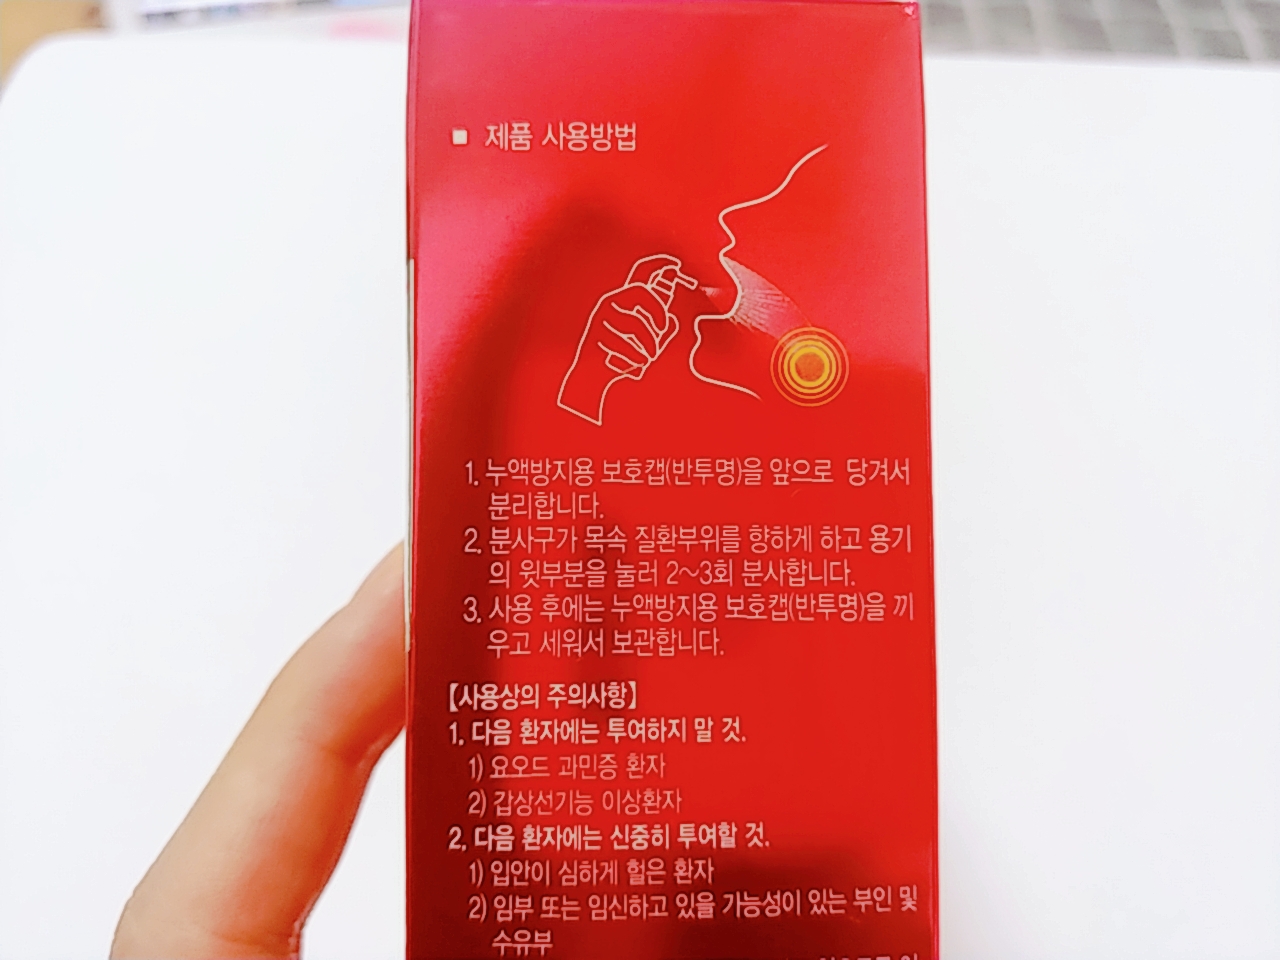 ■ 제품 사용방법
1. 누액방지용 보호캡(반투명)을 앞으로 당겨서
분리합니다.
2. 분사구가 목속 질환부위를 향하게 하고 용기
의 윗부분을 눌러 2~3회 분사합니다.
3. 사용 후에는 누액방지용 보호캡(반투명)을 끼
우고 세워서 보관합니다.
【사용상의 주의사항】
1. 다음 환자에는 투여하지 말 것.
1) 요오드 과민증 환자
2) 갑상선기능 이상환자
2. 다음 환자에는 신중히 투여할 것.
1) 입안이 심하게 헐은 환자
2) 임부 또는 임신하고 있을 가능성이 있는 부인 및
수유부